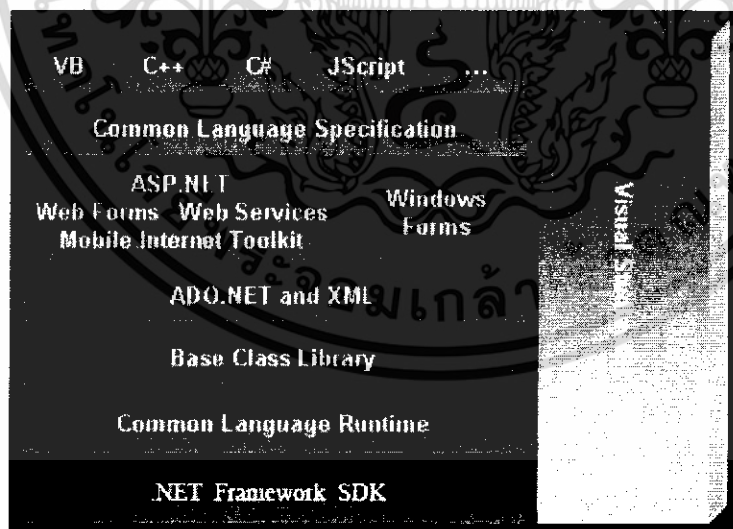 VB C++ C# JScript ...
Common Language Specification
ASP.NET
Web Forms Web Services
Mobile Internet Toolkit
Windows
Forms
ADO.NET and XML
Base Class Library
Common Language Runtime
.NET Framework SDK
Visual